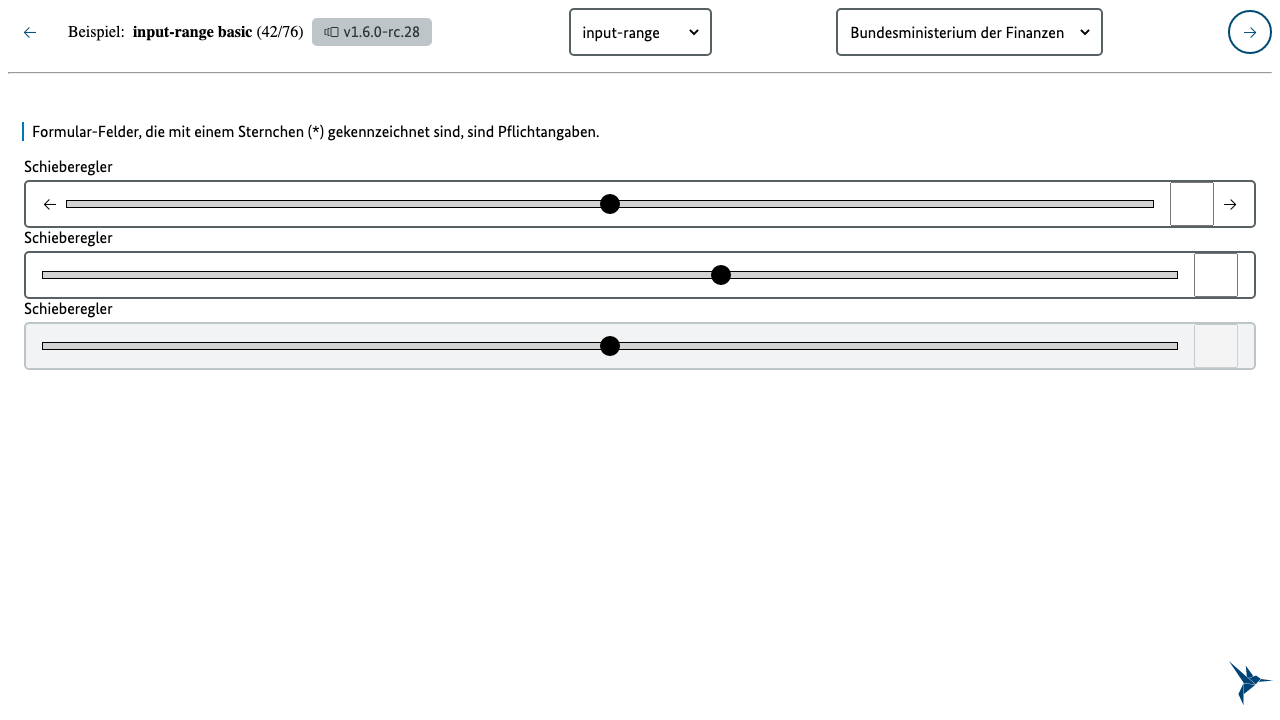 Beispiel: input-range basic (42/76) v1.6.0-rc.28 input-range Bundesministerium der Finanzen
Formular-Felder, die mit einem Sternchen (*) gekennzeichnet sind, sind Pflichtangaben.
Schieberegler
Schieberegler
Schieberegler